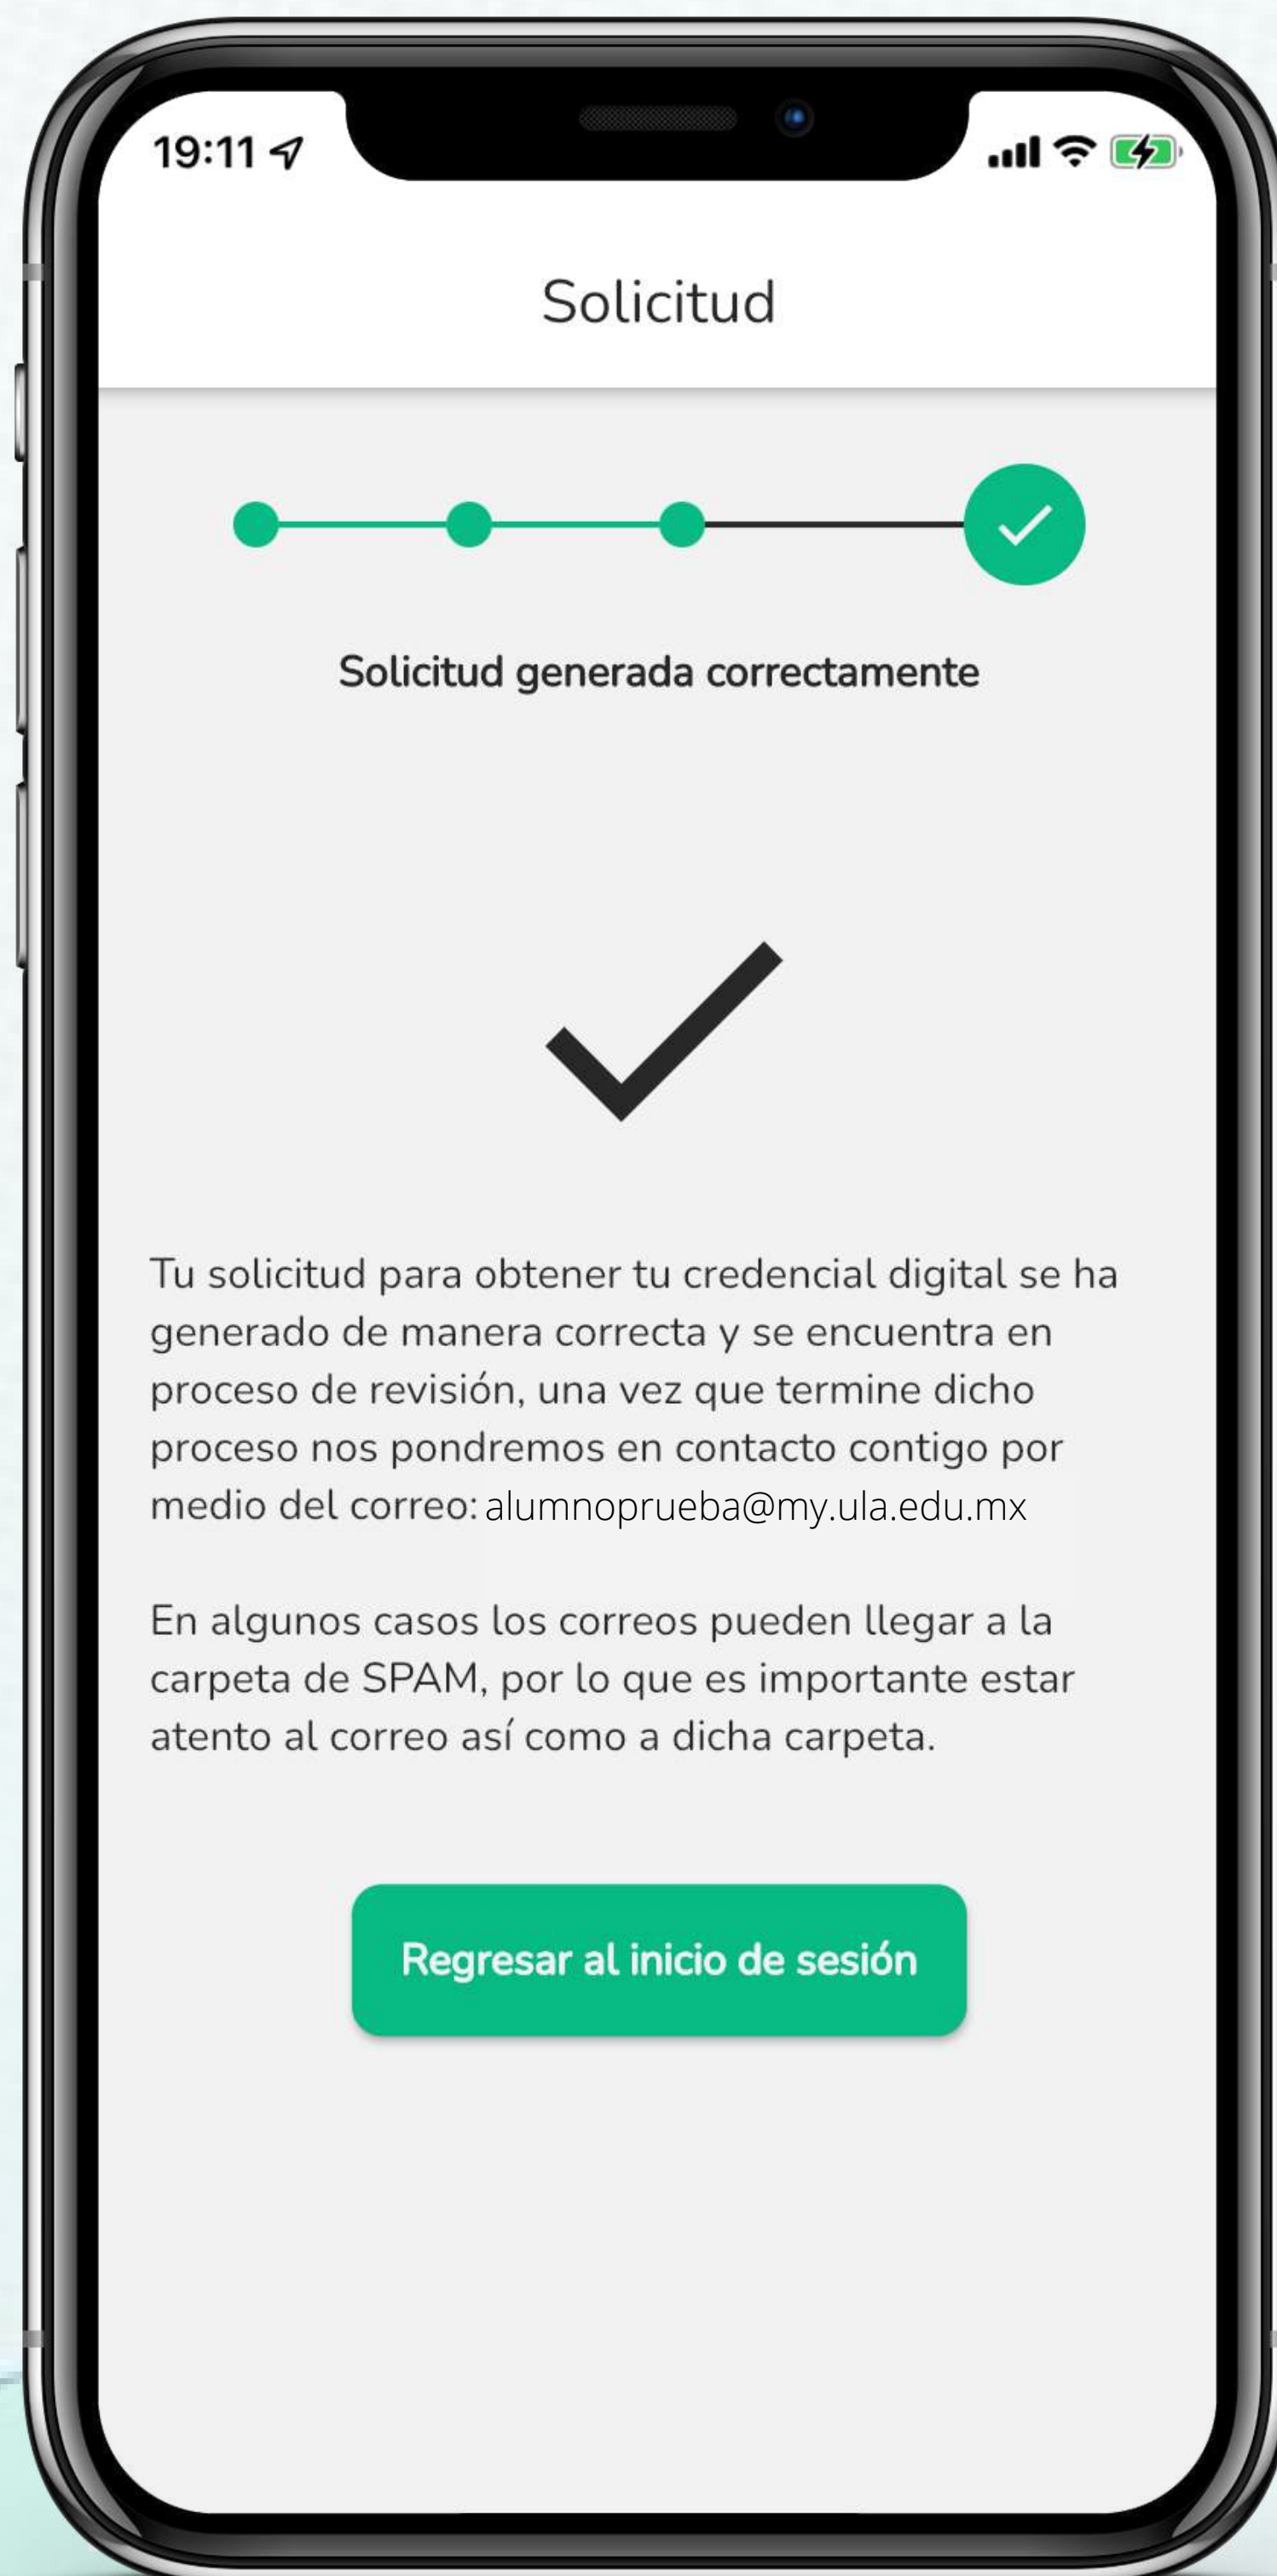 19:11
Solicitud
Solicitud generada correctamente
Tu solicitud para obtener tu credencial digital se ha
generado de manera correcta y se encuentra en
proceso de revisión, una vez que termine dicho
proceso nos pondremos en contacto contigo por
medio del correo: alumnoprueba@my.ula.edu.mx
En algunos casos los correos pueden llegar a la
carpeta de SPAM, por lo que es importante estar
atento al correo así como a dicha carpeta.
Regresar al inicio de sesión